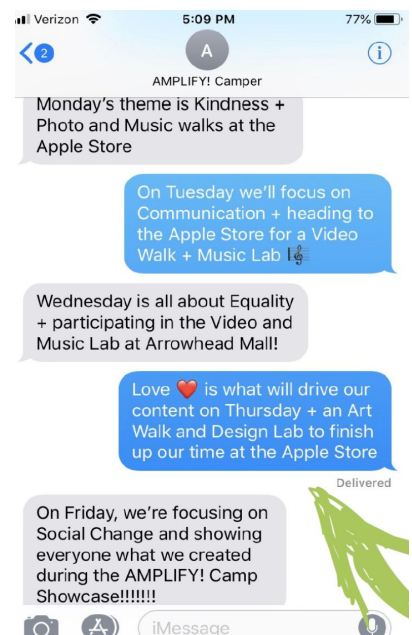 Verizon 5:09 PM 77%
2
A
AMPLIFY! Camper
Monday's theme is Kindness +
Photo and Music walks at the
Apple Store
On Tuesday we'll focus on
Communication + heading to
the Apple Store for a Video
Walk + Music Lab 🎼
Wednesday is all about Equality
+ participating in the Video and
Music Lab at Arrowhead Mall!
Love ❤️ is what will drive our
content on Thursday + an Art
Walk and Design Lab to finish
up our time at the Apple Store
Delivered
On Friday, we're focusing on
Social Change and showing
everyone what we created
during the AMPLIFY! Camp
Showcase!!!!!!!
iMessage